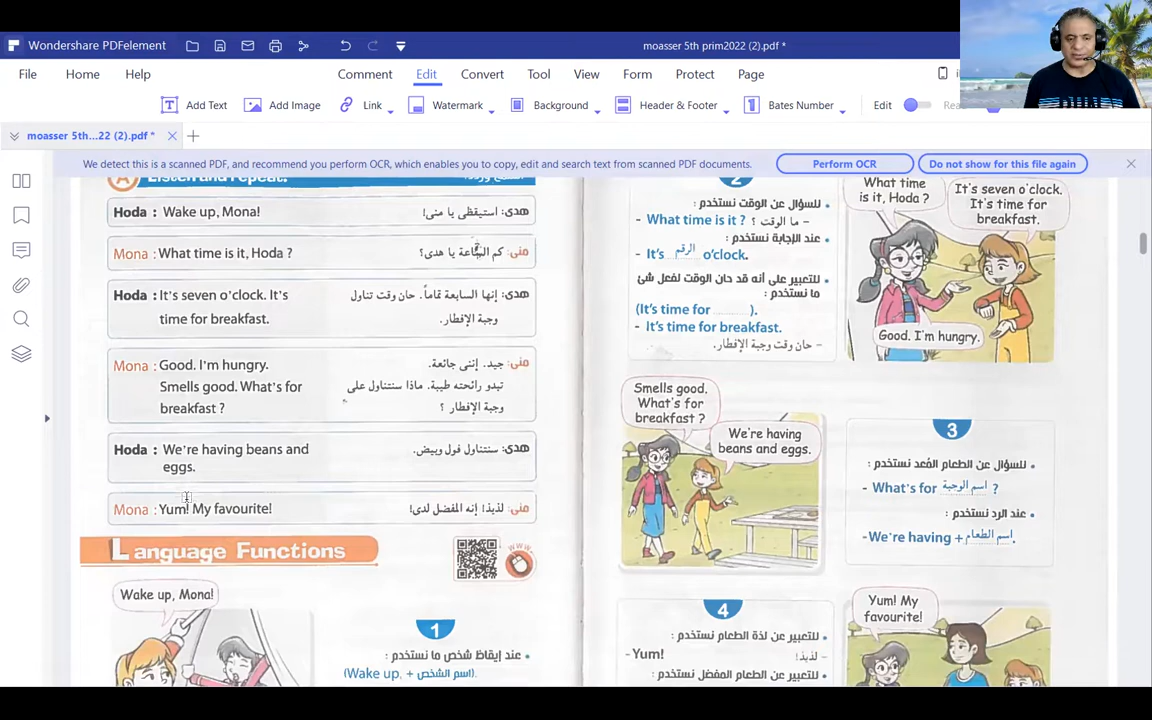 Wondershare PDFelement
moasser 5th prim2022 (2).pdf *
File Home Help Comment Edit Convert Tool View Form Protect Page
Add Text Add Image Link Watermark Background Header & Footer Bates Number Edit
moasser 5th...22 (2).pdf *
We detect this is a scanned PDF, and recommend you perform OCR, which enables you to copy, edit and search text from scanned PDF documents.
Perform OCR
Do not show for this file again
A Listen and repeat.
Hoda : Wake up, Mona!
هدى: استيقظى يا منى!
Mona : What time is it, Hoda ?
منى: كم الساعة يا هدى؟
Hoda : It's seven o'clock. It's
time for breakfast.
هدى: إنها السابعة تماماً. حان وقت تناول
وجبة الإفطار.
Mona : Good. I'm hungry.
Smells good. What's for
breakfast ?
منى: جيد. إننى جائعة.
تبدو رائحته طيبة. ماذا سنتناول على
وجبة الإفطار ؟
Hoda : We're having beans and
eggs.
هدى: سنتناول فول وبيض.
Mona : Yum! My favourite!
منى: لذيذ! إنه المفضل لدى!
Language Functions
www
Wake up, Mona!
1
• عند إيقاظ شخص ما نستخدم :
(Wake up, + اسم الشخص).
2
• للسؤال عن الوقت نستخدم :
- What time is it ? ما الوقت ؟ -
• عند الإجابة نستخدم :
- It's الرقم o'clock.
• للتعبير على أنه قد حان الوقت لفعل شئ
ما نستخدم :
(It's time for ........).
- It's time for breakfast.
- حان وقت وجبة الإفطار.
What time
is it, Hoda ?
It's seven o'clock.
It's time for
breakfast.
Good. I'm hungry.
Smells good.
What's for
breakfast ?
We're having
beans and eggs.
3
• للسؤال عن الطعام المُعد نستخدم :
- What's for اسم الوجبة ?
• عند الرد نستخدم :
-We're having + اسم الطعام.
4
• للتعبير عن لذة الطعام نستخدم :
- Yum!
- لذيذ!
• للتعبير عن الطعام المفضل نستخدم :
Yum! My
favourite!